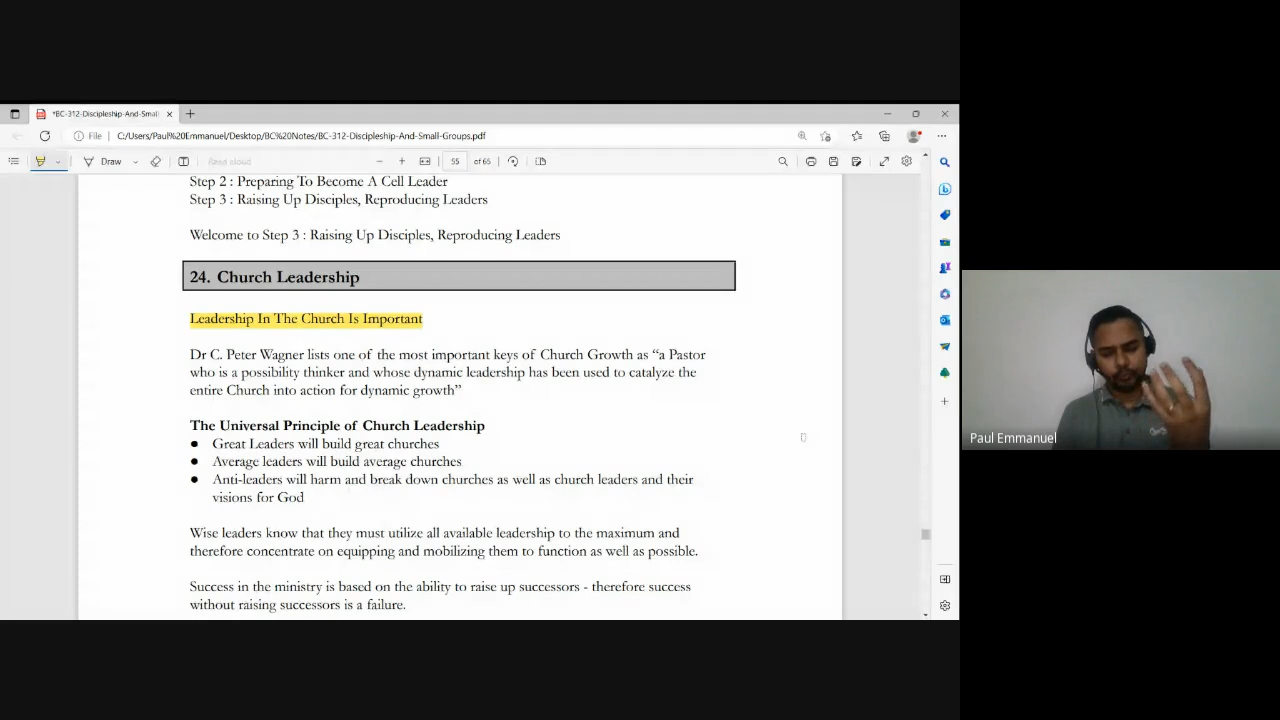 *BC-312-Discipleship-And-Small
File
C:/Users/Paul%20Emmanuel/Desktop/BC%20Notes/BC-312-Discipleship-And-Small-Groups.pdf
Draw
Read aloud
55
of 65
Step 2 : Preparing To Become A Cell Leader
Step 3 : Raising Up Disciples, Reproducing Leaders
Welcome to Step 3 : Raising Up Disciples, Reproducing Leaders
24. Church Leadership
Leadership In The Church Is Important
Dr C. Peter Wagner lists one of the most important keys of Church Growth as “a Pastor
who is a possibility thinker and whose dynamic leadership has been used to catalyze the
entire Church into action for dynamic growth”
The Universal Principle of Church Leadership
● Great Leaders will build great churches
● Average leaders will build average churches
● Anti-leaders will harm and break down churches as well as church leaders and their
visions for God
Wise leaders know that they must utilize all available leadership to the maximum and
therefore concentrate on equipping and mobilizing them to function as well as possible.
Success in the ministry is based on the ability to raise up successors - therefore success
without raising successors is a failure.
Paul Emmanuel